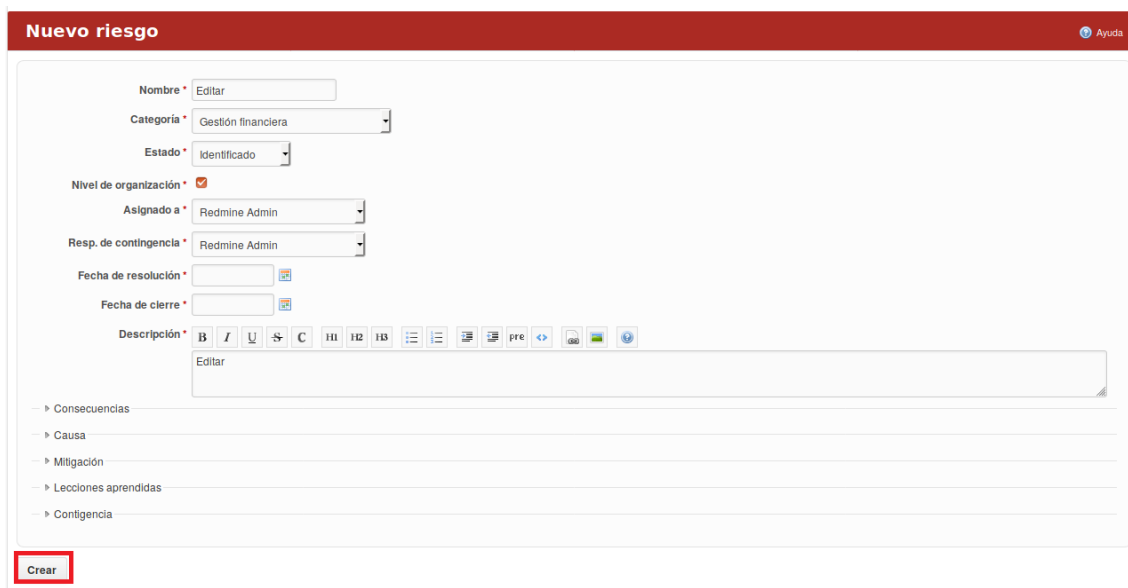 Nuevo riesgo
Ayuda
Nombre * Editar
Categoría * Gestión financiera
Estado * Identificado
Nivel de organización *
Asignado a * Redmine Admin
Resp. de contingencia * Redmine Admin
Fecha de resolución *
Fecha de cierre *
Descripción * B I U S C H1 H2 H3 pre <>
Editar
Consecuencias
Causa
Mitigación
Lecciones aprendidas
Contigencia
Crear